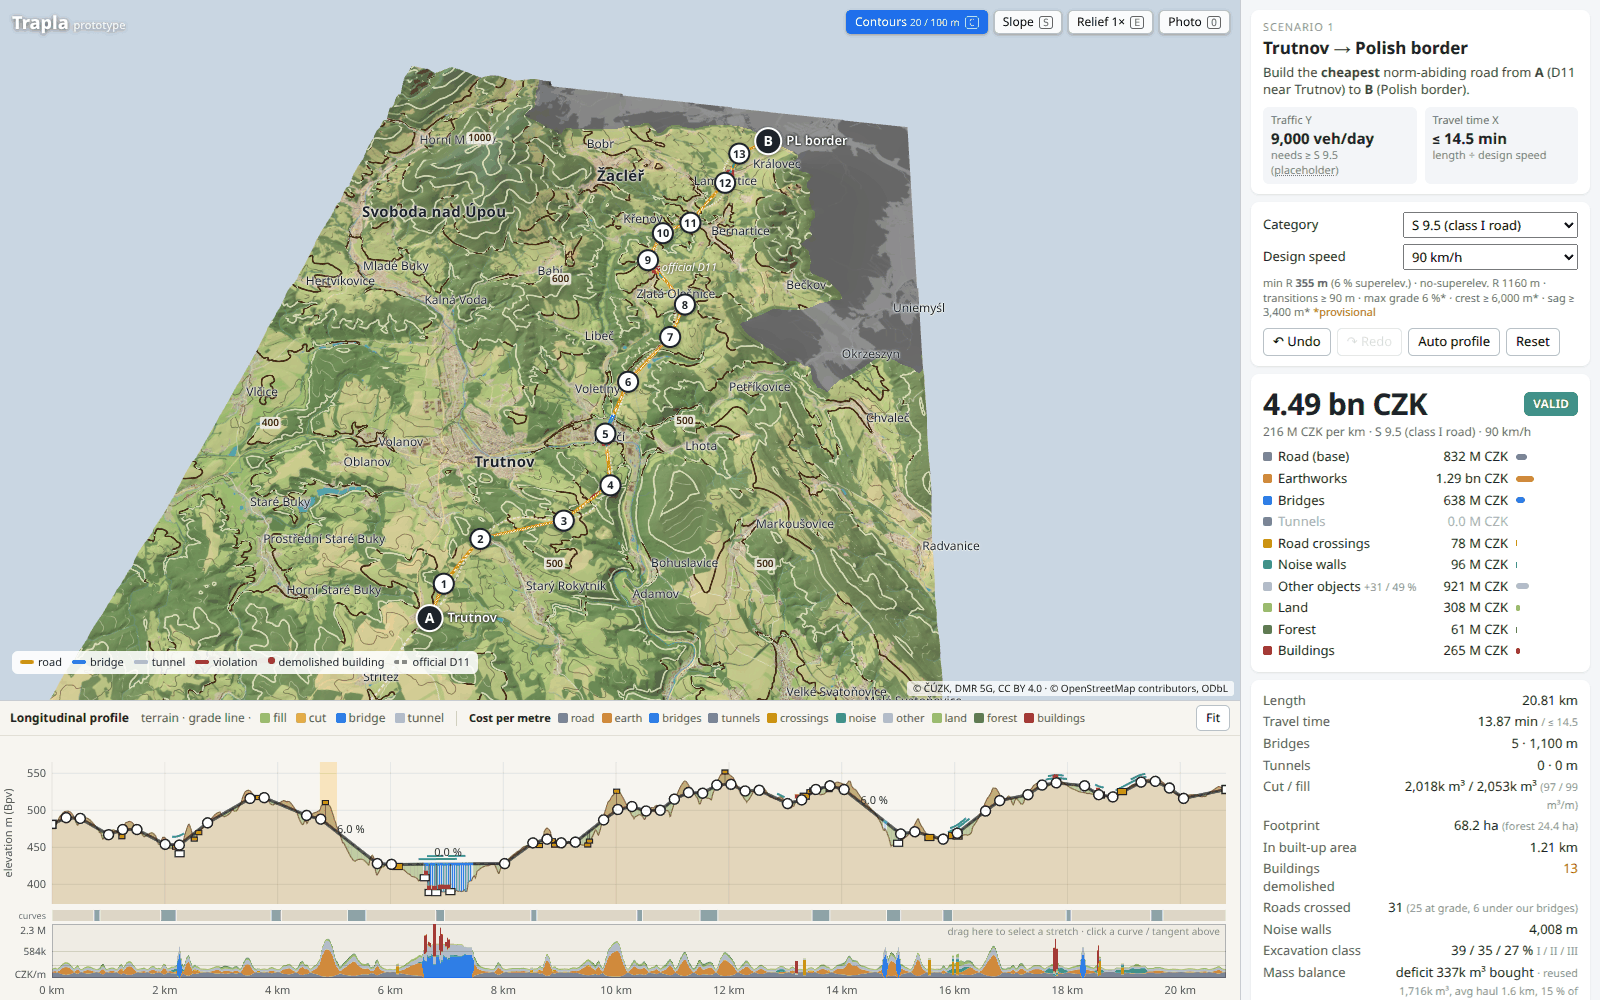 Trapla prototype
Contours 20 / 100 m C
Slope S
Relief 1× E
Photo 0
Horní M
1000
Bobr
B PL border
13
Královec
Žacléř
12
Svoboda nad Úpou
Křenov
11
10
Bernartice
9
official D11
Mladé Buky
Babí
600
Hertvíkovice
Kalná Voda
Zlatá Olešnice
8
Bečkov
Uniemyśl
Libeč
7
Okrzeszyn
6
Voletiny
Petříkovice
Vlčice
400
5
500
Chvaleč
Volanov
Lhota
Oblanov
Trutnov
4
Staré Buky
3
Markoušovice
2
Prostřední Staré Buky
Radvanice
500
Bohuslavice
500
1
Horní Staré Buky
Starý Rokytník
Adamov
A Trutnov
road bridge tunnel violation demolished building official D11
Střítež
Velké Svatoňovice
© ČÚZK, DMR 5G, CC BY 4.0 · © OpenStreetMap contributors, ODbL
SCENARIO 1
Trutnov → Polish border
Build the cheapest norm-abiding road from A (D11
near Trutnov) to B (Polish border).
Traffic Y
9,000 veh/day
needs ≥ S 9.5
(placeholder)
Travel time X
≤ 14.5 min
length ÷ design speed
Category S 9.5 (class I road)
Design speed 90 km/h
min R 355 m (6 % superelev.) · no-superelev. R 1160 m ·
transitions ≥ 90 m · max grade 6 %* · crest ≥ 6,000 m* · sag ≥
3,400 m* *provisional
↶ Undo
↷ Redo
Auto profile
Reset
4.49 bn CZK VALID
216 M CZK per km · S 9.5 (class I road) · 90 km/h
Road (base) 832 M CZK
Earthworks 1.29 bn CZK
Bridges 638 M CZK
Tunnels 0.0 M CZK
Road crossings 78 M CZK
Noise walls 96 M CZK
Other objects +31 / 49 % 921 M CZK
Land 308 M CZK
Forest 61 M CZK
Buildings 265 M CZK
Length 20.81 km
Travel time 13.87 min / ≤ 14.5
Bridges 5 · 1,100 m
Tunnels 0 · 0 m
Cut / fill 2,018k m³ / 2,053k m³ (97 / 99
m³/m)
Footprint 68.2 ha (forest 24.4 ha)
In built-up area 1.21 km
Buildings
demolished 13
Roads crossed 31 (25 at grade, 6 under our bridges)
Noise walls 4,008 m
Excavation class 39 / 35 / 27 % I / II / III
Mass balance deficit 337k m³ bought · reused
1,716k m³, avg haul 1.6 km, 15 % of
Longitudinal profile terrain · grade line · fill cut bridge tunnel Cost per metre road earth bridges tunnels crossings noise other land forest buildings
Fit
elevation m (Bpv)
550
500
450
400
6.0 %
0.0 %
6.0 %
curves
2.3 M
584k
CZK/m
drag here to select a stretch · click a curve / tangent above
0 km 2 km 4 km 6 km 8 km 10 km 12 km 14 km 16 km 18 km 20 km